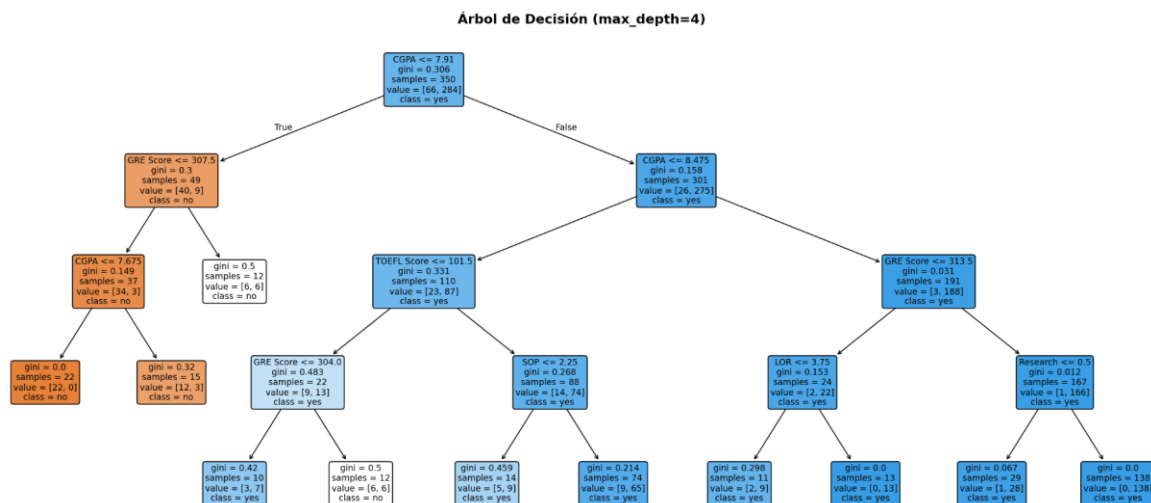 Árbol de Decisión (max_depth=4)
CGPA <= 7.91
gini = 0.306
samples = 350
value = [66, 284]
class = yes
True
False
GRE Score <= 307.5
gini = 0.3
samples = 49
value = [40, 9]
class = no
CGPA <= 8.475
gini = 0.158
samples = 301
value = [26, 275]
class = yes
CGPA <= 7.675
gini = 0.149
samples = 37
value = [34, 3]
class = no
gini = 0.5
samples = 12
value = [6, 6]
class = no
TOEFL Score <= 101.5
gini = 0.331
samples = 110
value = [23, 87]
class = yes
GRE Score <= 313.5
gini = 0.031
samples = 191
value = [3, 188]
class = yes
gini = 0.0
samples = 22
value = [22, 0]
class = no
gini = 0.32
samples = 15
value = [12, 3]
class = no
GRE Score <= 304.0
gini = 0.483
samples = 22
value = [9, 13]
class = yes
SOP <= 2.25
gini = 0.268
samples = 88
value = [14, 74]
class = yes
LOR <= 3.75
gini = 0.153
samples = 24
value = [2, 22]
class = yes
Research <= 0.5
gini = 0.012
samples = 167
value = [1, 166]
class = yes
gini = 0.42
samples = 10
value = [3, 7]
class = yes
gini = 0.5
samples = 12
value = [6, 6]
class = no
gini = 0.459
samples = 14
value = [5, 9]
class = yes
gini = 0.214
samples = 74
value = [9, 65]
class = yes
gini = 0.298
samples = 11
value = [2, 9]
class = yes
gini = 0.0
samples = 13
value = [0, 13]
class = yes
gini = 0.067
samples = 29
value = [1, 28]
class = yes
gini = 0.0
samples = 138
value = [0, 138]
class = yes